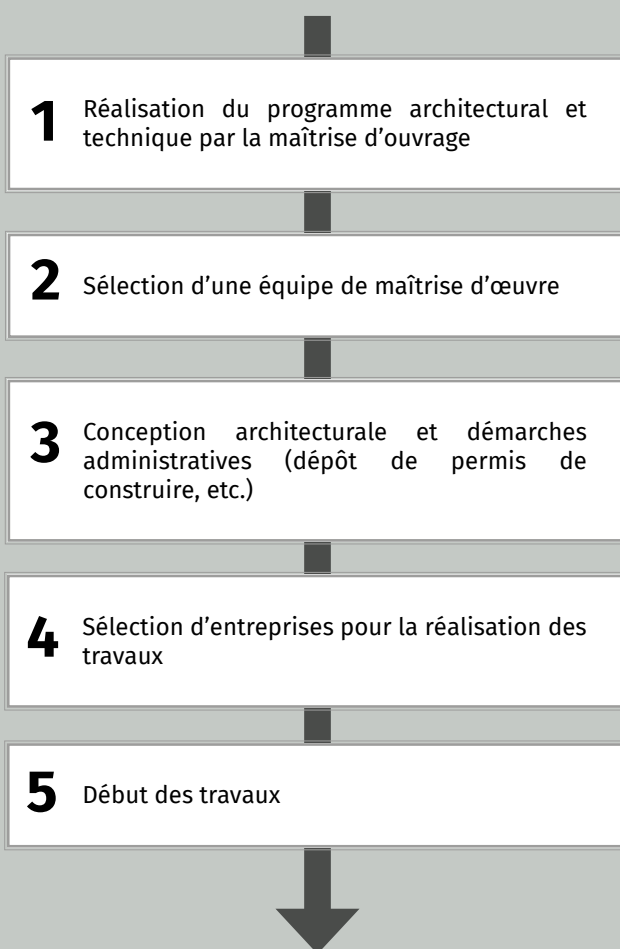 1 Réalisation du programme architectural et
technique par la maîtrise d’ouvrage
2 Sélection d’une équipe de maîtrise d’œuvre
3 Conception architecturale et démarches
administratives (dépôt de permis de
construire, etc.)
4 Sélection d’entreprises pour la réalisation des
travaux
5 Début des travaux